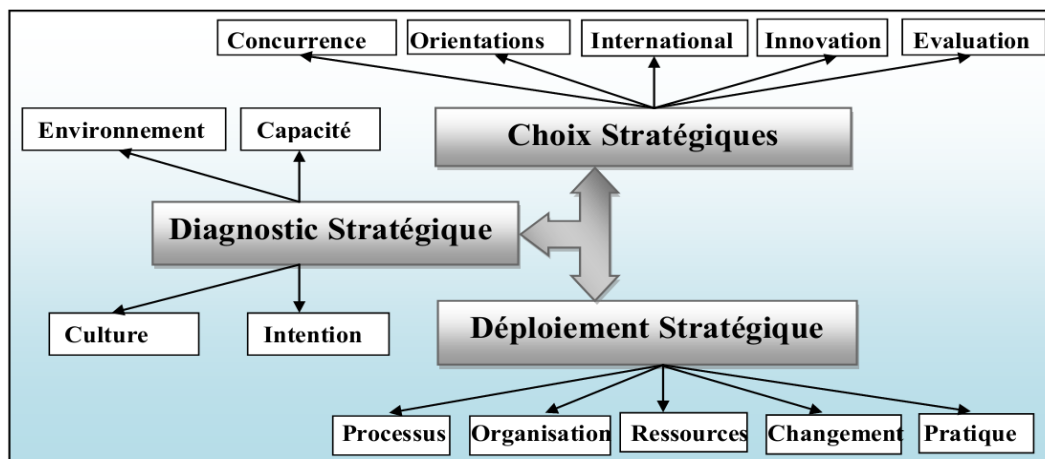 Concurrence
Orientations
International
Innovation
Evaluation
Environnement
Capacité
Choix Stratégiques
Diagnostic Stratégique
Culture
Intention
Déploiement Stratégique
Processus
Organisation
Ressources
Changement
Pratique